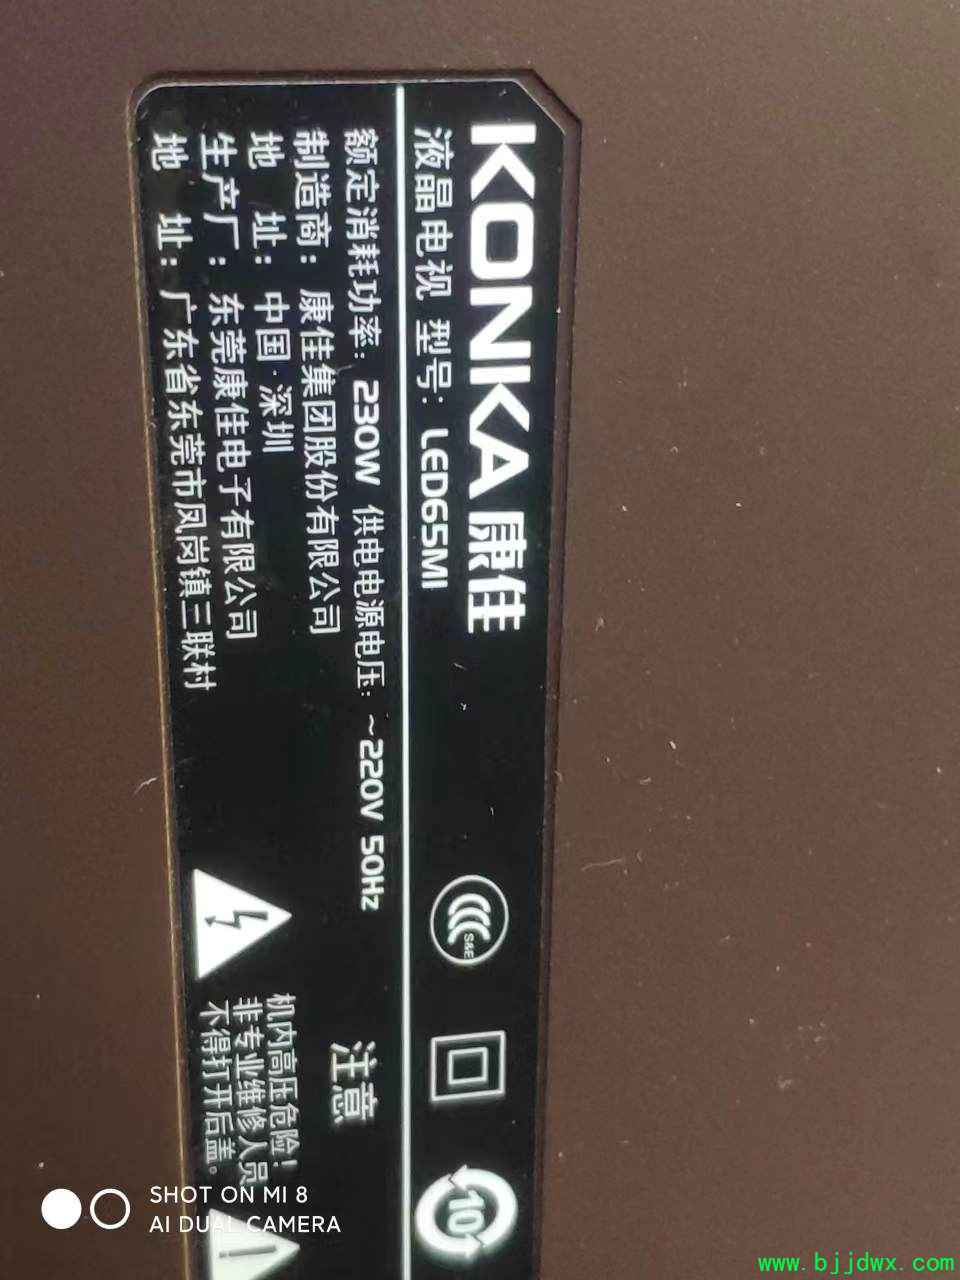 KONKA 康佳
液晶电视 型号: LED65M1
额定消耗功率: 230W 供电电源电压: ~220V 50Hz
制造商: 康佳集团股份有限公司
地 址: 中国·深圳
生产厂: 东莞康佳电子有限公司
地 址: 广东省东莞市凤岗镇三联村
S&E
10
注意
机内高压危险!
非专业维修人员
不得打开后盖。
SHOT ON MI 8
AI DUAL CAMERA
www.bjjdwx.com